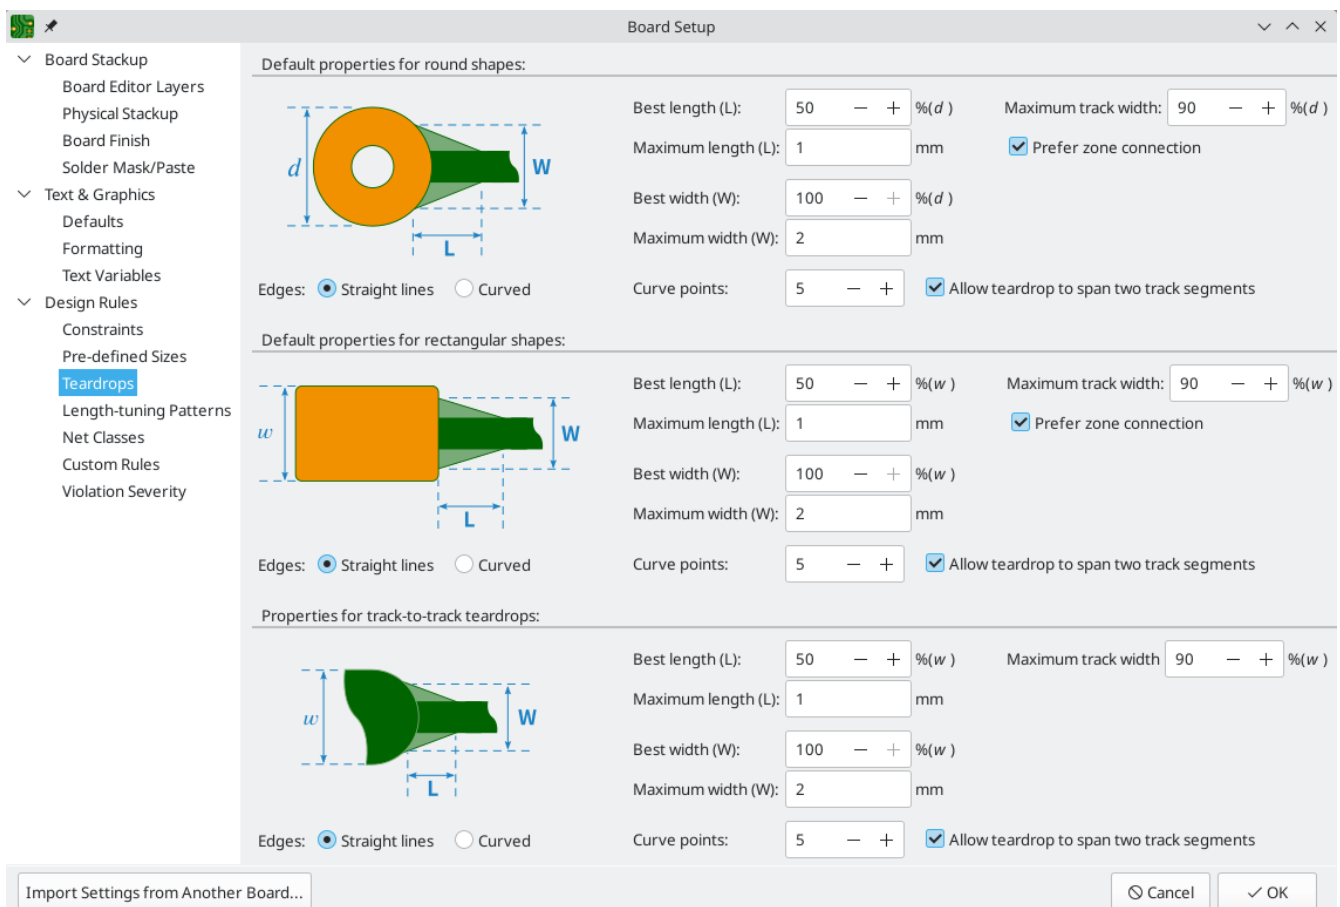 Board Setup
Board Stackup
Board Editor Layers
Physical Stackup
Board Finish
Solder Mask/Paste
Text & Graphics
Defaults
Formatting
Text Variables
Design Rules
Constraints
Pre-defined Sizes
Teardrops
Length-tuning Patterns
Net Classes
Custom Rules
Violation Severity
Default properties for round shapes:
d
W
L
Best length (L): 50 − + %(d)
Maximum track width: 90 − + %(d)
Maximum length (L): 1 mm
Prefer zone connection
Best width (W): 100 − + %(d)
Maximum width (W): 2 mm
Edges: Straight lines Curved
Curve points: 5 − +
Allow teardrop to span two track segments
Default properties for rectangular shapes:
w
W
L
Best length (L): 50 − + %(w)
Maximum track width: 90 − + %(w)
Maximum length (L): 1 mm
Prefer zone connection
Best width (W): 100 − + %(w)
Maximum width (W): 2 mm
Edges: Straight lines Curved
Curve points: 5 − +
Allow teardrop to span two track segments
Properties for track-to-track teardrops:
w
W
L
Best length (L): 50 − + %(w)
Maximum track width 90 − + %(w)
Maximum length (L): 1 mm
Best width (W): 100 − + %(w)
Maximum width (W): 2 mm
Edges: Straight lines Curved
Curve points: 5 − +
Allow teardrop to span two track segments
Import Settings from Another Board...
Cancel
OK